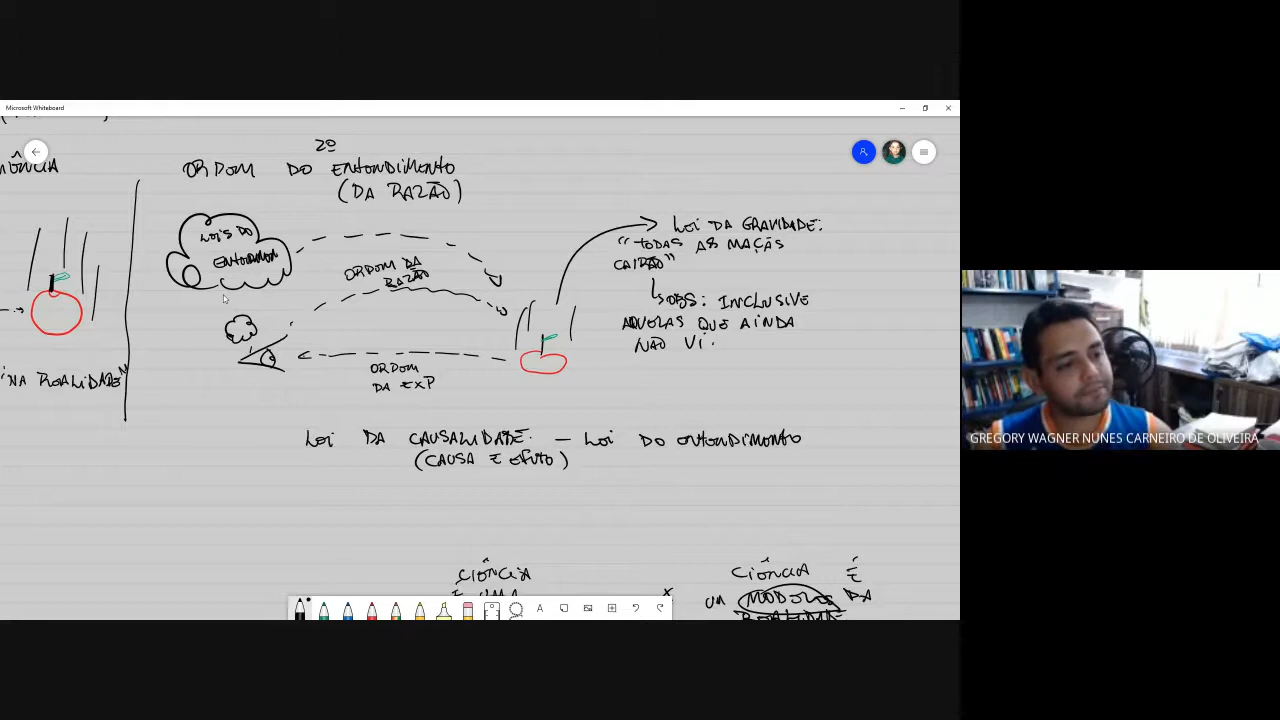 Microsoft Whiteboard
2º
ORDEM DO ENTENDIMENTO
(DA RAZÃO)
LEIS DO
ORDEM DA
RAZÃO
LEI DA GRAVIDADE:
"TODAS AS MAÇÃS
CAIRÃO"
OBS: INCLUSIVE
AQUELAS QUE AINDA
NÃO VI.
ORDEM
DA EXP
NA REALIDADE"
LEI DA CAUSALIDADE: — LEI DO ENTENDIMENTO
(CAUSA E EFEITO)
CIÊNCIA
É UMA
CIÊNCIA É
UM MODELO DA
REALIDADE
GREGORY WAGNER NUNES CARNEIRO DE OLIVEIRA